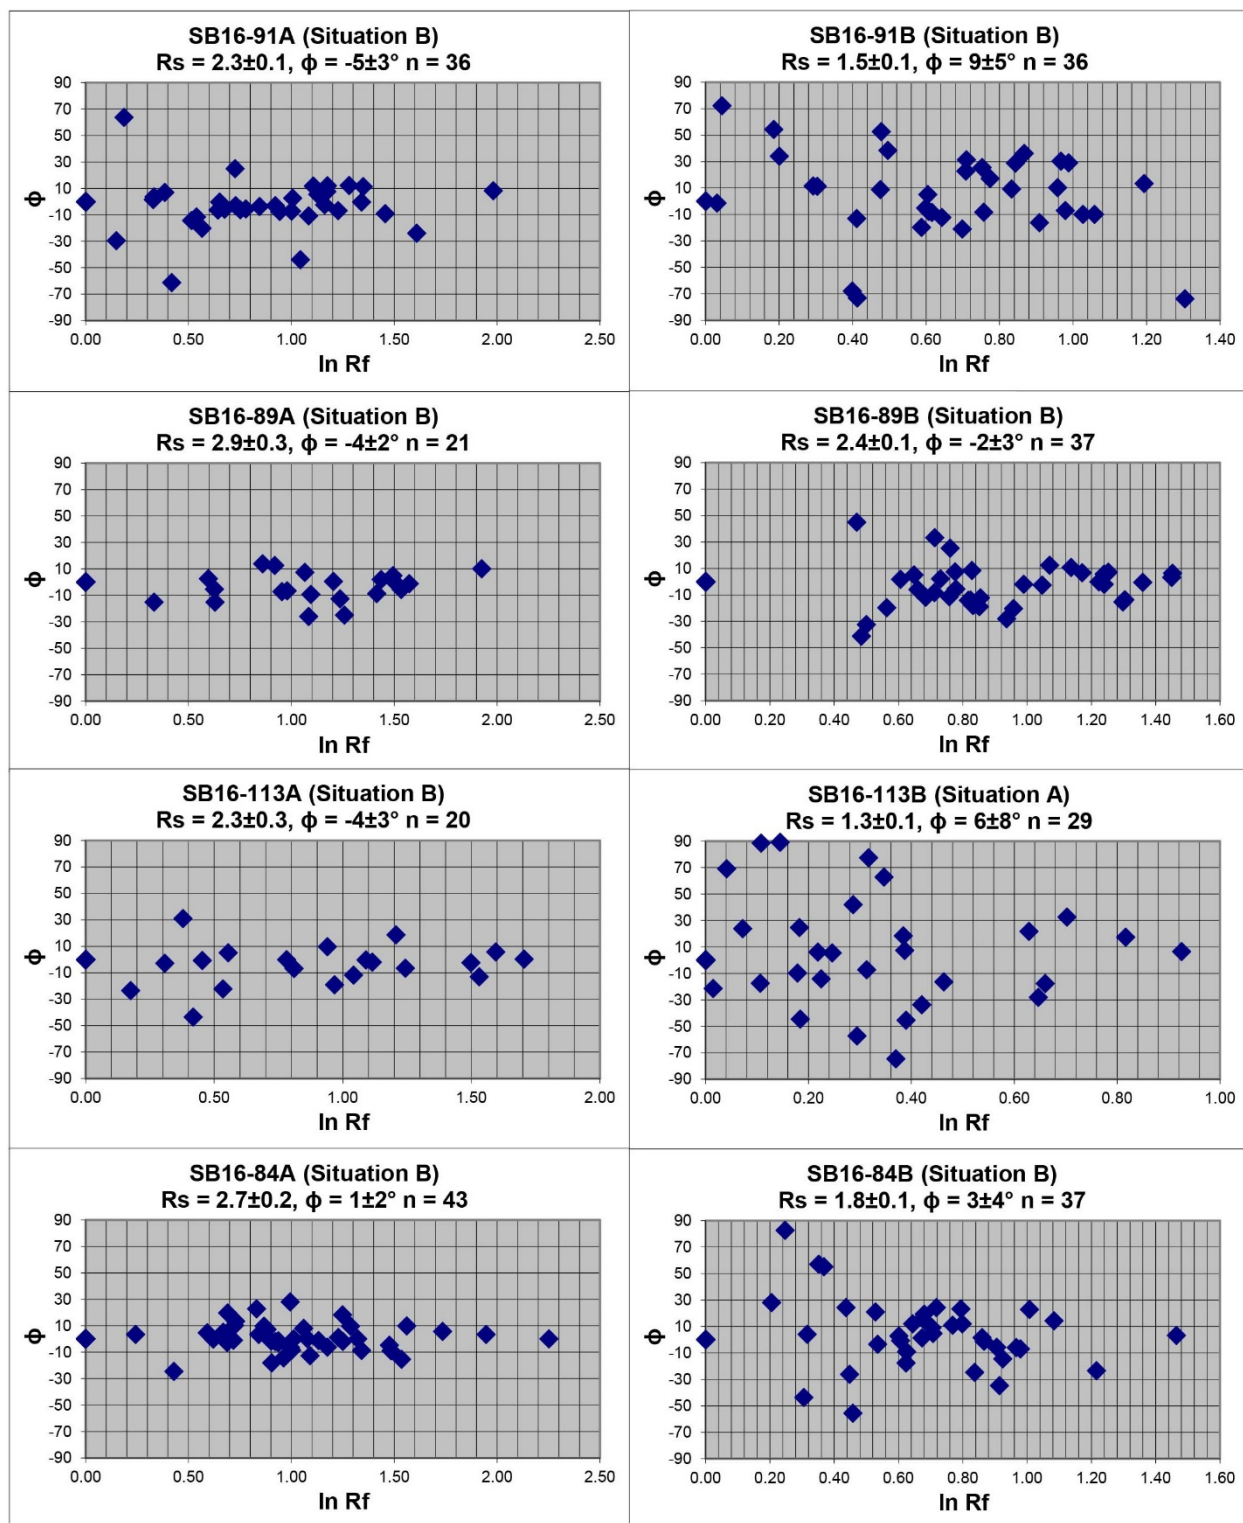 SB16-91A (Situation B)
Rs = 2.3±0.1, ϕ = -5±3° n = 36
90
70
50
30
10
-10
-30
-50
-70
-90
ϕ
0.00 0.50 1.00 1.50 2.00 2.50
ln Rf
SB16-91B (Situation B)
Rs = 1.5±0.1, ϕ = 9±5° n = 36
90
70
50
30
10
-10
-30
-50
-70
-90
ϕ
0.00 0.20 0.40 0.60 0.80 1.00 1.20 1.40
ln Rf
SB16-89A (Situation B)
Rs = 2.9±0.3, ϕ = -4±2° n = 21
90
70
50
30
10
-10
-30
-50
-70
-90
ϕ
0.00 0.50 1.00 1.50 2.00 2.50
ln Rf
SB16-89B (Situation B)
Rs = 2.4±0.1, ϕ = -2±3° n = 37
90
70
50
30
10
-10
-30
-50
-70
-90
ϕ
0.00 0.20 0.40 0.60 0.80 1.00 1.20 1.40 1.60
ln Rf
SB16-113A (Situation B)
Rs = 2.3±0.3, ϕ = -4±3° n = 20
90
70
50
30
10
-10
-30
-50
-70
-90
ϕ
0.00 0.50 1.00 1.50 2.00
ln Rf
SB16-113B (Situation A)
Rs = 1.3±0.1, ϕ = 6±8° n = 29
90
70
50
30
10
-10
-30
-50
-70
-90
ϕ
0.00 0.20 0.40 0.60 0.80 1.00
ln Rf
SB16-84A (Situation B)
Rs = 2.7±0.2, ϕ = 1±2° n = 43
90
70
50
30
10
-10
-30
-50
-70
-90
ϕ
0.00 0.50 1.00 1.50 2.00 2.50
ln Rf
SB16-84B (Situation B)
Rs = 1.8±0.1, ϕ = 3±4° n = 37
90
70
50
30
10
-10
-30
-50
-70
-90
ϕ
0.00 0.20 0.40 0.60 0.80 1.00 1.20 1.40 1.60
ln Rf